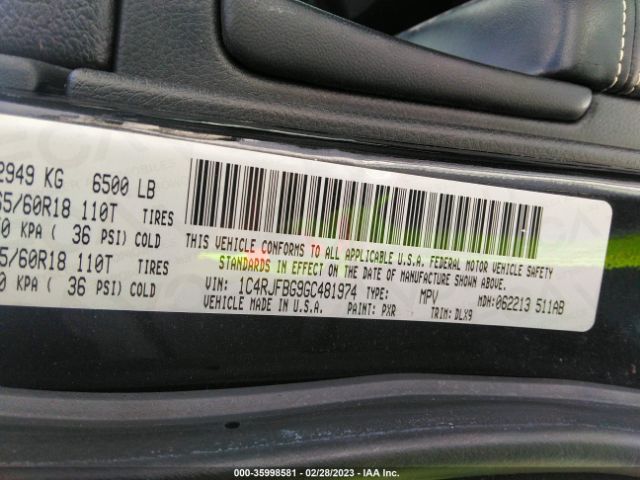 2949 KG 6500 LB
65/60R18 110T TIRES
0 KPA ( 36 PSI) COLD
5/60R18 110T TIRES
0 KPA ( 36 PSI) COLD
THIS VEHICLE CONFORMS TO ALL APPLICABLE U.S.A. FEDERAL MOTOR VEHICLE SAFETY
STANDARDS IN EFFECT ON THE DATE OF MANUFACTURE SHOWN ABOVE.
VIN: 1C4RJFBG9GC481974 TYPE: MPV MDH:062213 511AB
VEHICLE MADE IN U.S.A. PAINT: PXR TRIM: DLX9
000-35998581 / 02/28/2023 - IAA Inc.